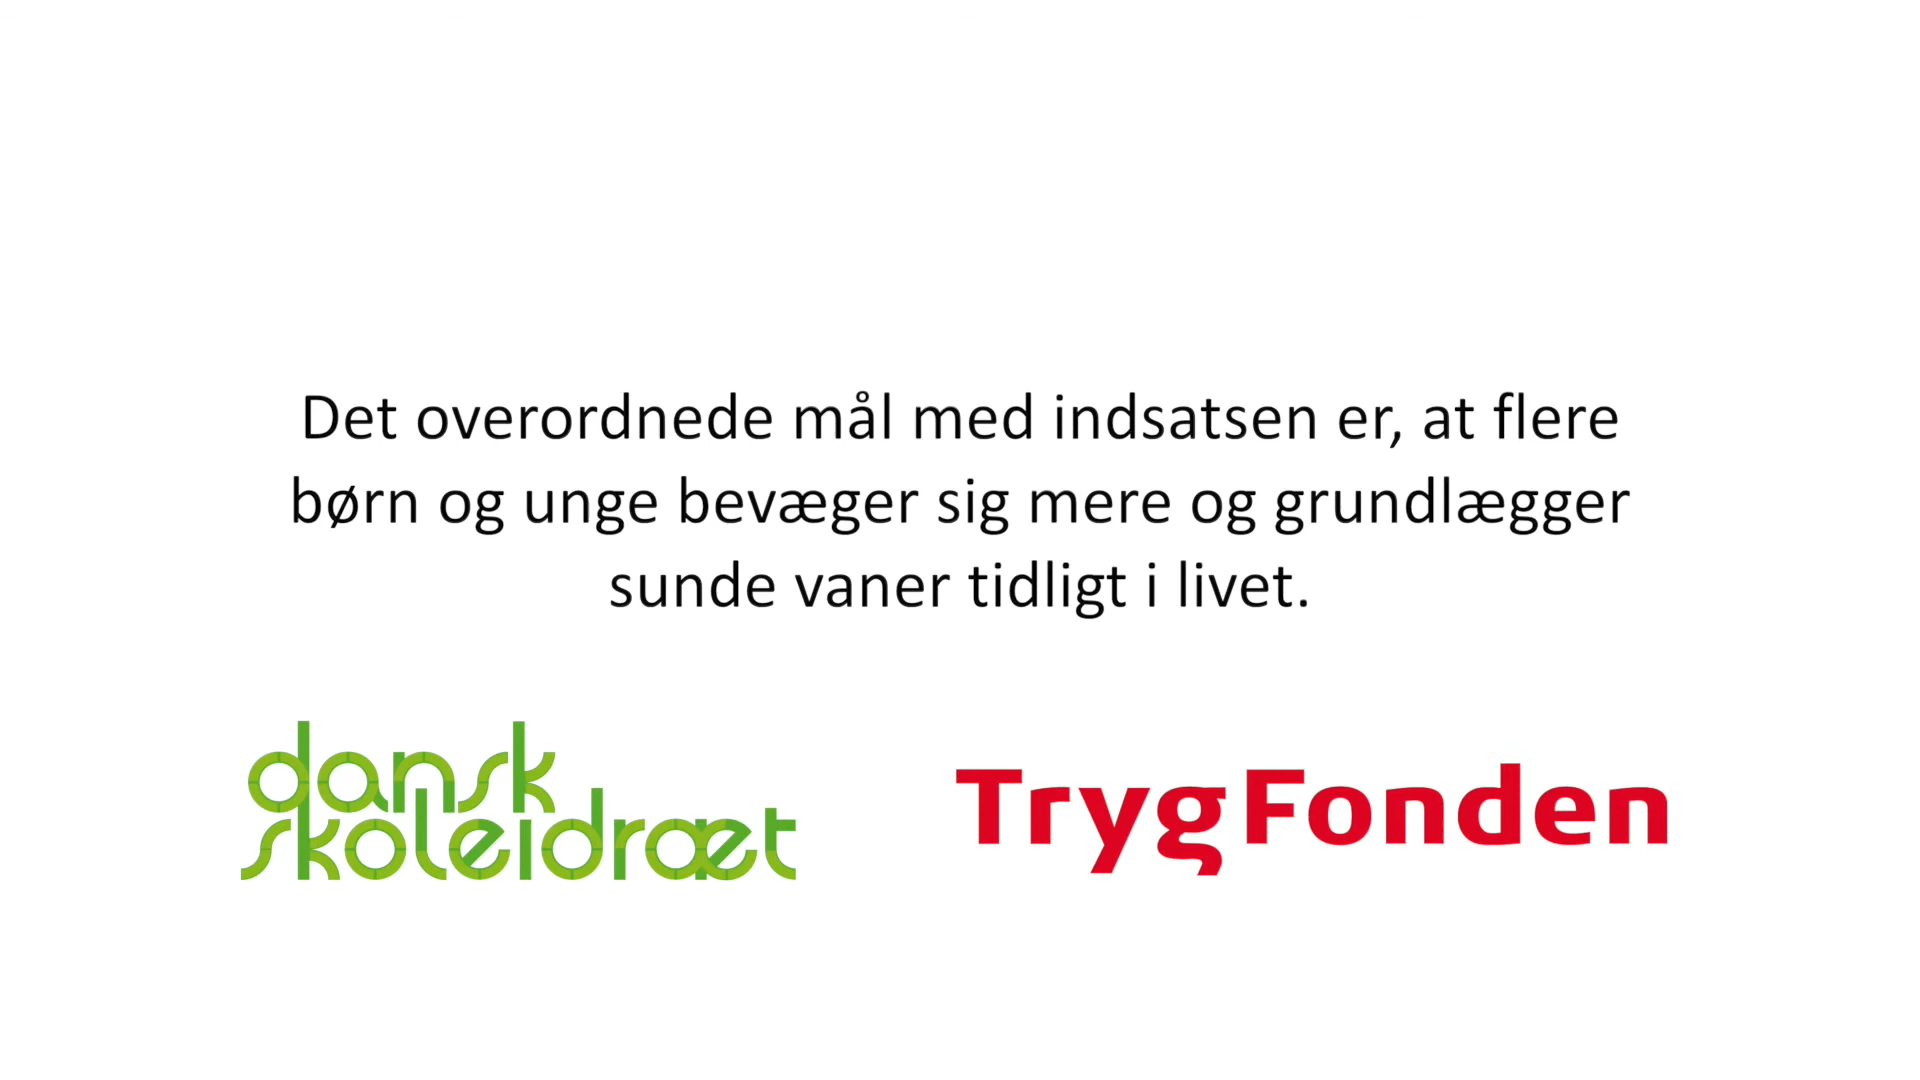 Det overordnede mål med indsatsen er, at flere
børn og unge bevæger sig mere og grundlægger
sunde vaner tidligt i livet.
dansk
skoleidræt
TrygFonden